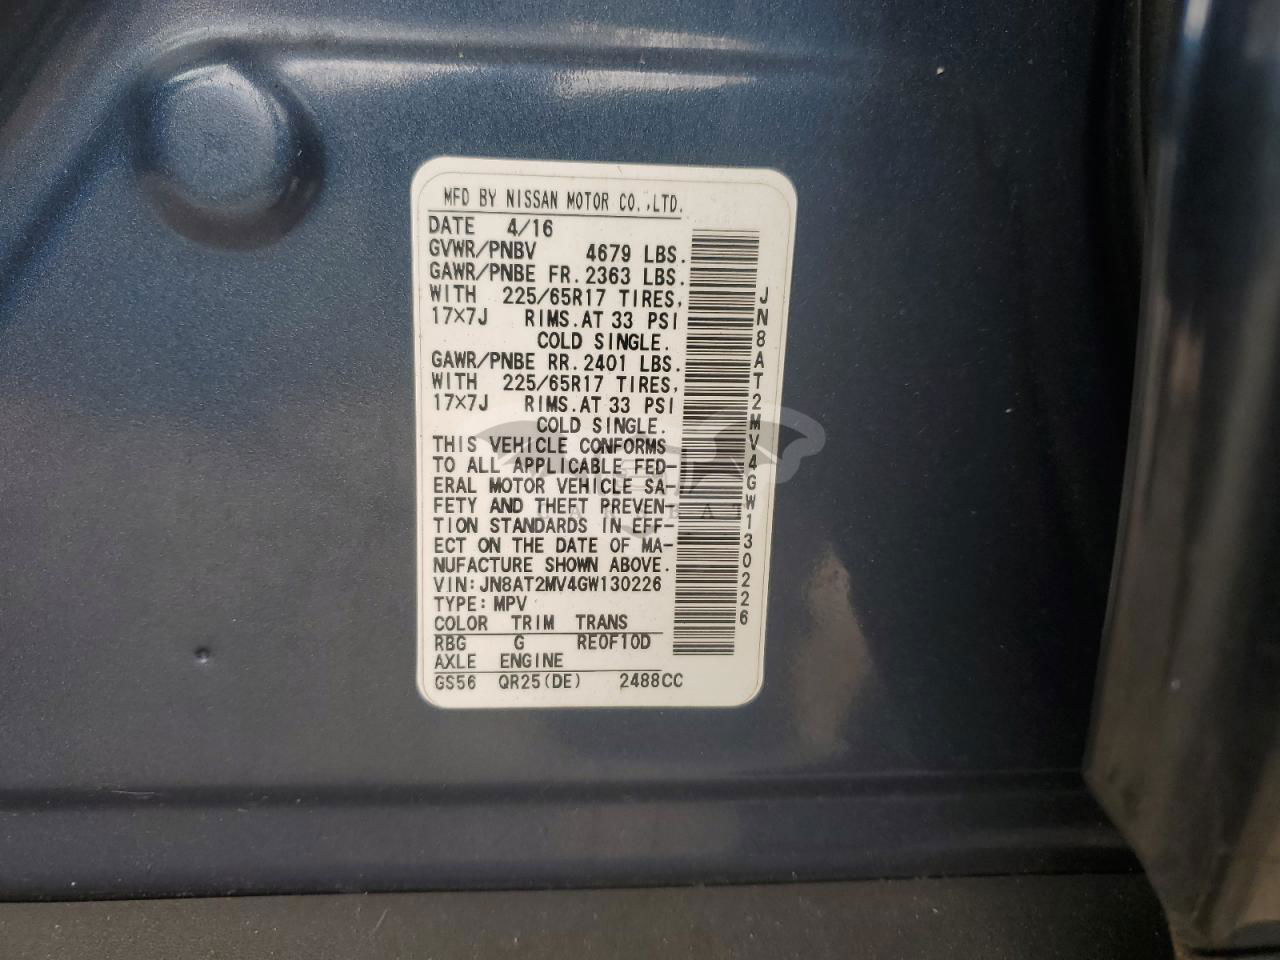 MFD BY NISSAN MOTOR CO.,LTD.
DATE 4/16
GVWR/PNBV 4679 LBS.
GAWR/PNBE FR. 2363 LBS.
WITH 225/65R17 TIRES,
17×7J RIMS.AT 33 PSI
COLD SINGLE.
GAWR/PNBE RR. 2401 LBS.
WITH 225/65R17 TIRES,
17×7J RIMS.AT 33 PSI
COLD SINGLE.
THIS VEHICLE CONFORMS
TO ALL APPLICABLE FED-
ERAL MOTOR VEHICLE SA-
FETY AND THEFT PREVEN-
TION STANDARDS IN EFF-
ECT ON THE DATE OF MA-
NUFACTURE SHOWN ABOVE.
VIN:JN8AT2MV4GW130226
TYPE:MPV
COLOR TRIM TRANS
RBG G RE0F10D
AXLE ENGINE
GS56 QR25(DE) 2488CC
JN8AT2MV4GW130226